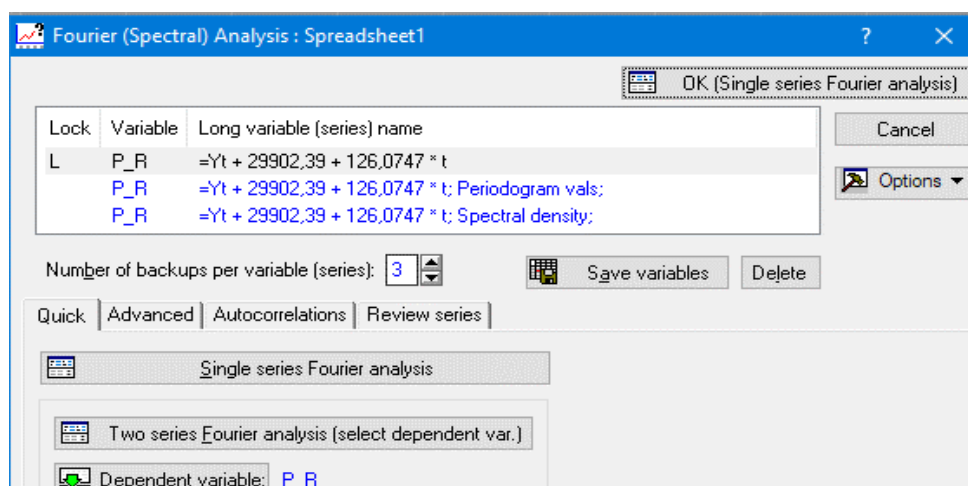 Fourier (Spectral) Analysis : Spreadsheet1 ?
OK (Single series Fourier analysis)
Lock Variable Long variable (series) name
Cancel
L P_R =Yt + 29902,39 + 126,0747 * t
P_R =Yt + 29902,39 + 126,0747 * t; Periodogram vals;
Options
P_R =Yt + 29902,39 + 126,0747 * t; Spectral density;
Number of backups per variable (series): 3 Save variables Delete
Quick Advanced Autocorrelations Review series
Single series Fourier analysis
Two series Fourier analysis (select dependent var.)
Dependent variable: P_R